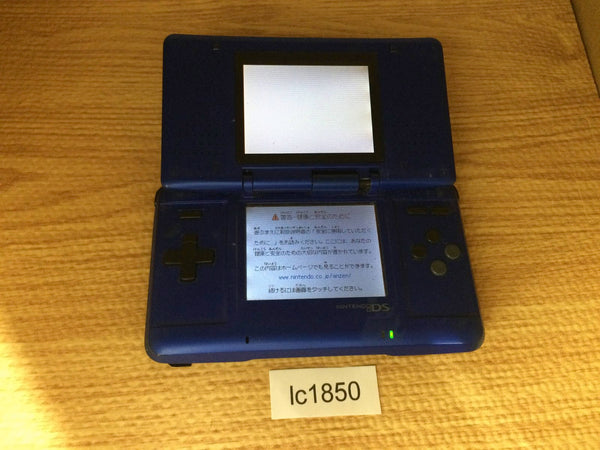 ⚠ 警告-健康と安全のために
遊ぶまえに取扱説明書の「安全に使用していただく
ために...」をお読みください。ここには、あなたの
健康と安全のための大切な内容が書かれています。
この内容はホームページでも見ることができます。
www.nintendo.co.jp/anzen/
続けるには画面をタッチしてください。
NINTENDO DS
lc1850